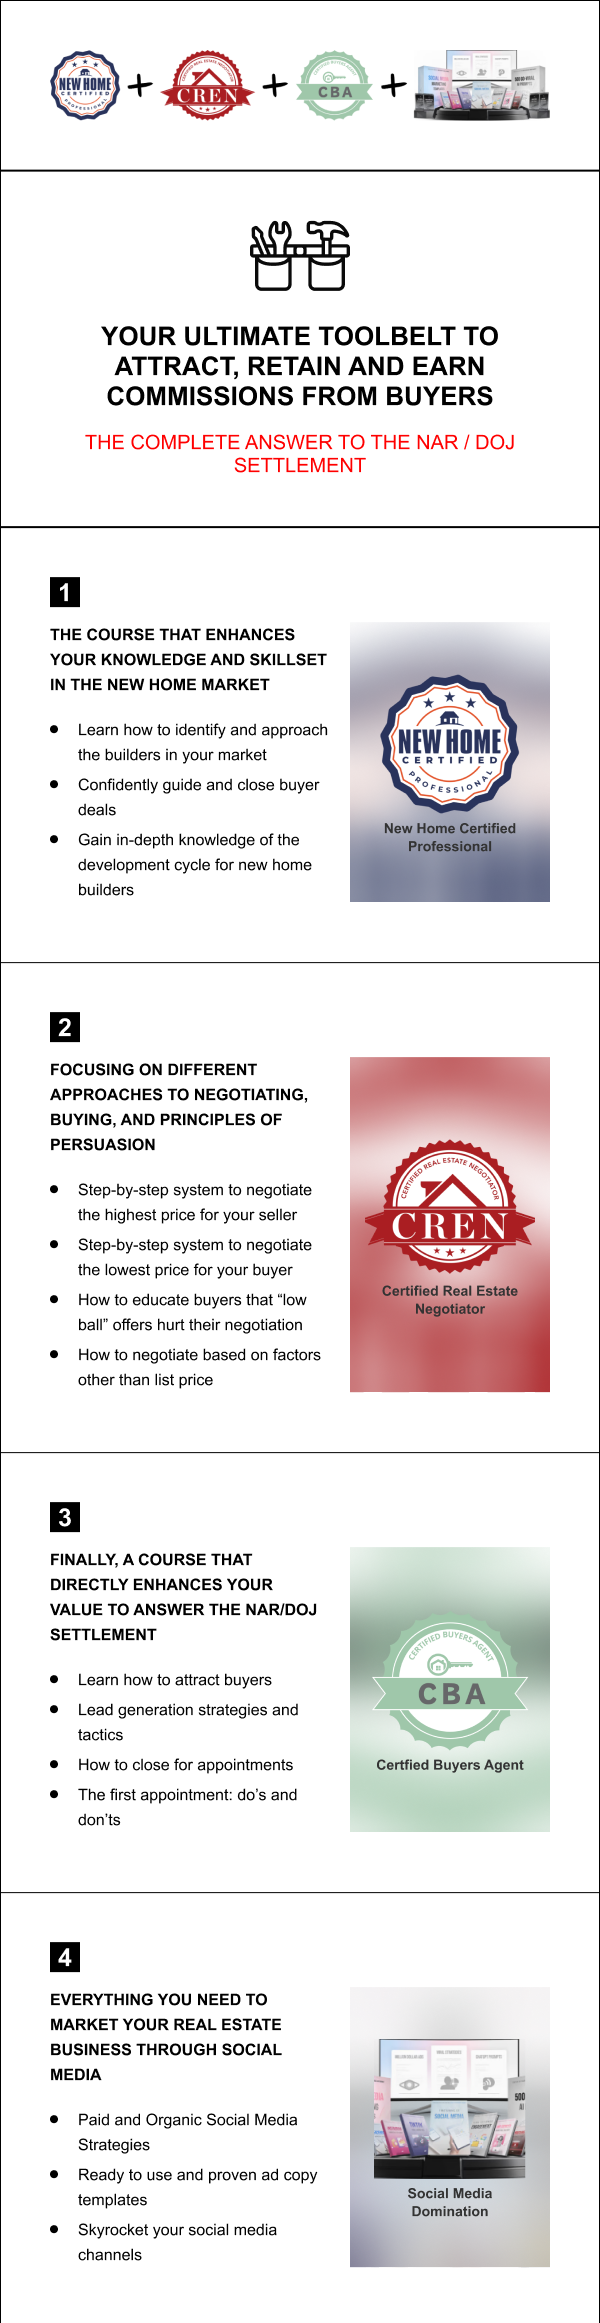 NEW HOME
CERTIFIED
PROFESSIONAL
CERTIFIED REAL ESTATE NEGOTIATOR
CREN
CERTIFIED BUYERS AGENT
CBA
YOUR ULTIMATE TOOLBELT TO
ATTRACT, RETAIN AND EARN
COMMISSIONS FROM BUYERS
THE COMPLETE ANSWER TO THE NAR / DOJ
SETTLEMENT
1
THE COURSE THAT ENHANCES
YOUR KNOWLEDGE AND SKILLSET
IN THE NEW HOME MARKET
Learn how to identify and approach
the builders in your market
Confidently guide and close buyer
deals
Gain in-depth knowledge of the
development cycle for new home
builders
NEW HOME
CERTIFIED
PROFESSIONAL
New Home Certified
Professional
2
FOCUSING ON DIFFERENT
APPROACHES TO NEGOTIATING,
BUYING, AND PRINCIPLES OF
PERSUASION
Step-by-step system to negotiate
the highest price for your seller
Step-by-step system to negotiate
the lowest price for your buyer
How to educate buyers that “low
ball” offers hurt their negotiation
How to negotiate based on factors
other than list price
CERTIFIED REAL ESTATE NEGOTIATOR
CREN
Certified Real Estate
Negotiator
3
FINALLY, A COURSE THAT
DIRECTLY ENHANCES YOUR
VALUE TO ANSWER THE NAR/DOJ
SETTLEMENT
Learn how to attract buyers
Lead generation strategies and
tactics
How to close for appointments
The first appointment: do’s and
don’ts
CERTIFIED BUYERS AGENT
CBA
Certfied Buyers Agent
4
EVERYTHING YOU NEED TO
MARKET YOUR REAL ESTATE
BUSINESS THROUGH SOCIAL
MEDIA
Paid and Organic Social Media
Strategies
Ready to use and proven ad copy
templates
Skyrocket your social media
channels
500
Social Media
Domination